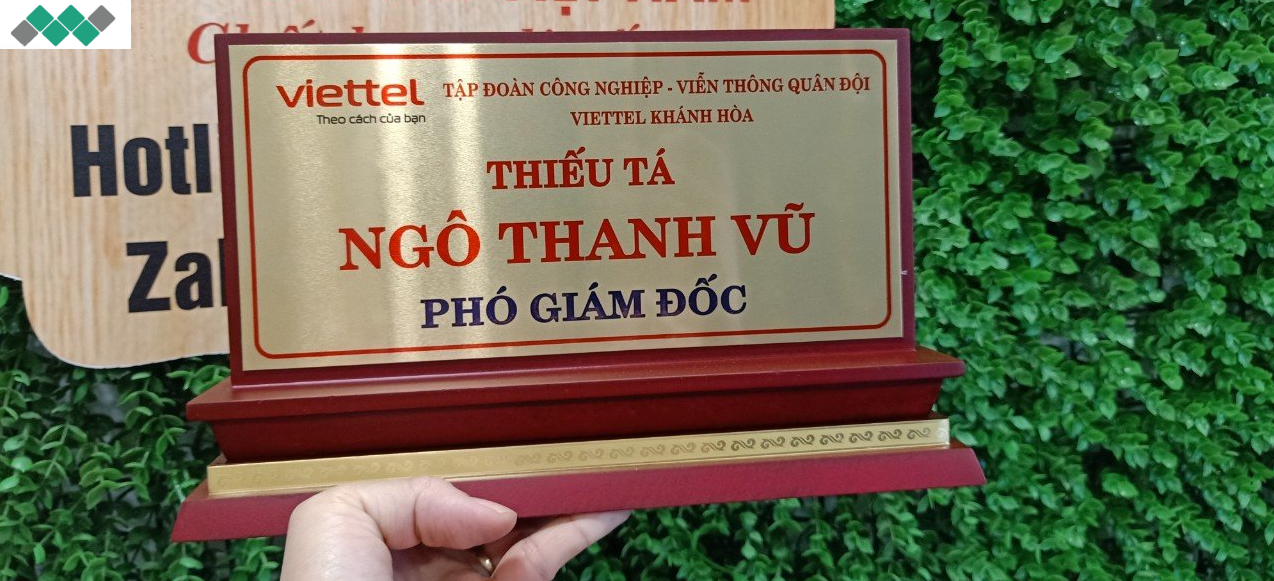 Hotl
Zal
viettel
Theo cách của bạn
TẬP ĐOÀN CÔNG NGHIỆP - VIỄN THÔNG QUÂN ĐỘI
VIETTEL KHÁNH HÒA
THIẾU TÁ
NGÔ THANH VŨ
PHÓ GIÁM ĐỐC